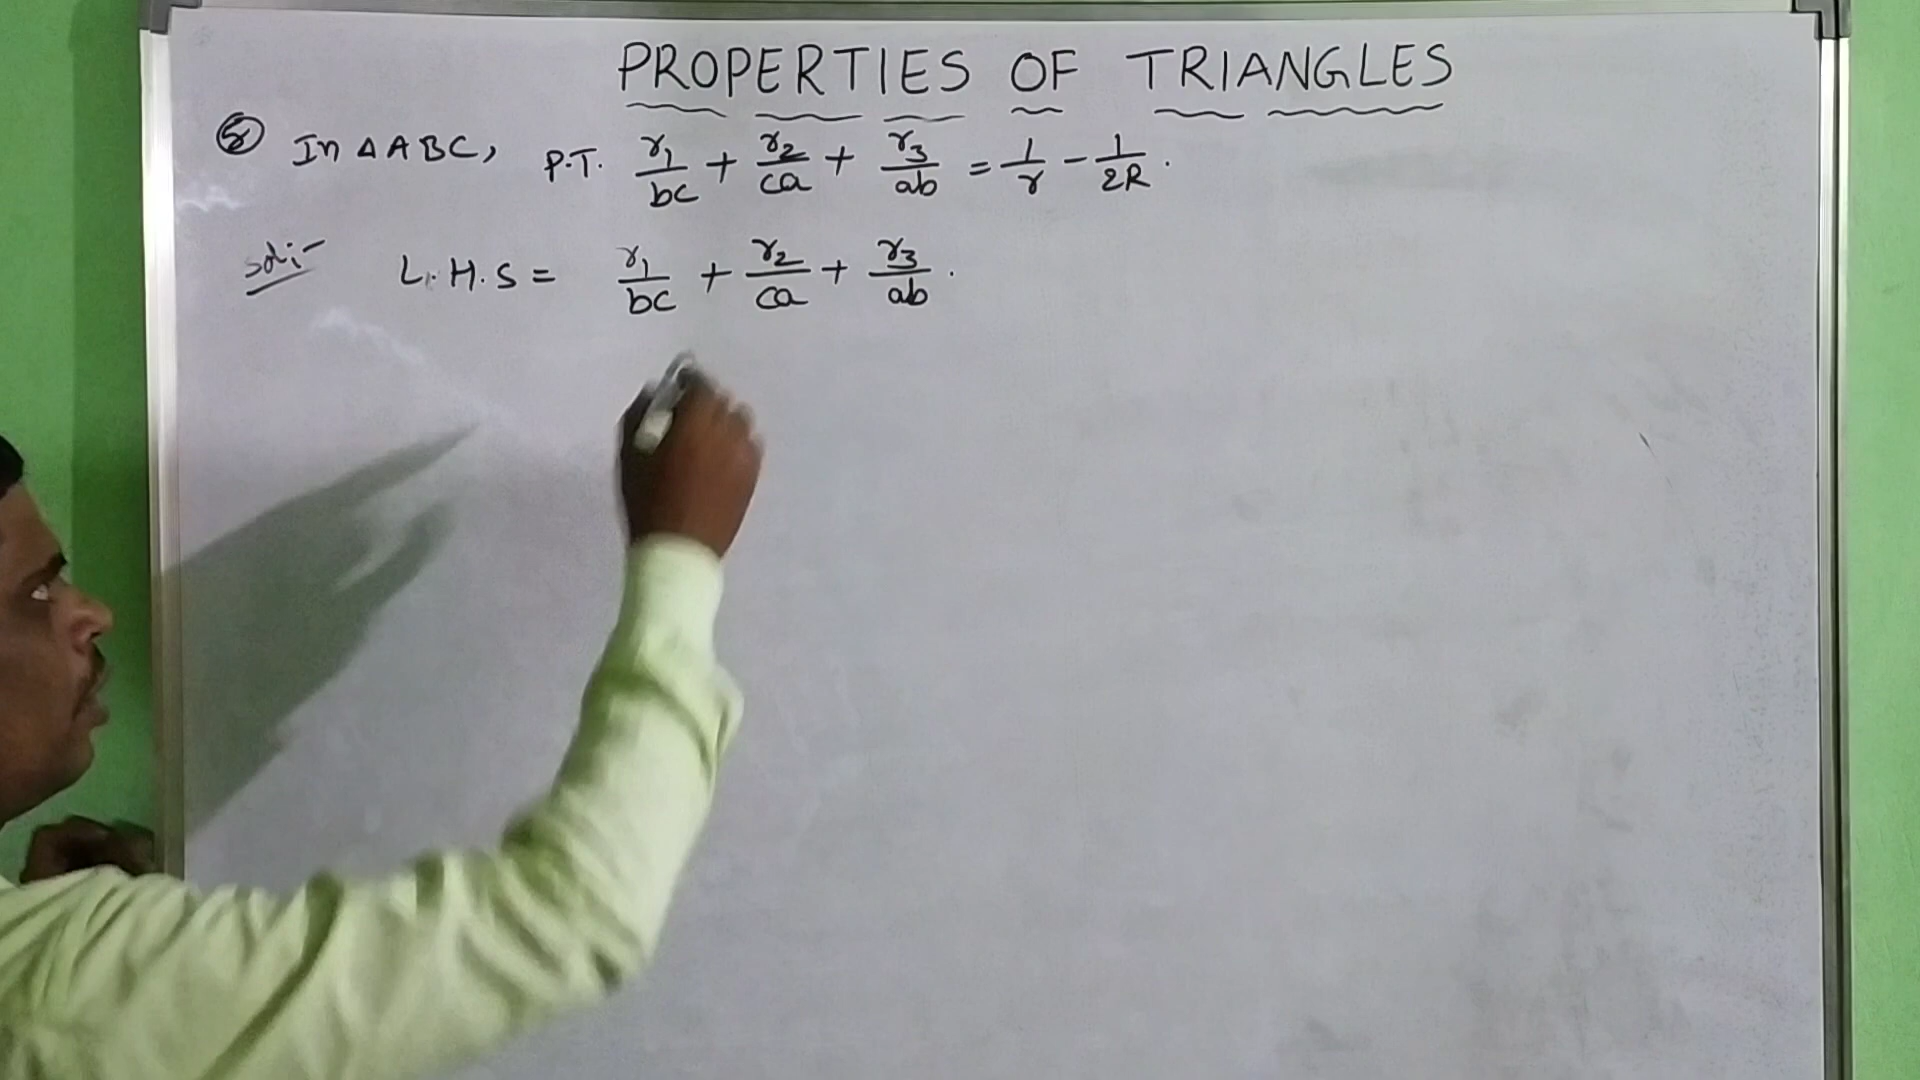 PROPERTIES OF TRIANGLES
⑧ In ΔABC, P.T. r₁/bc + r₂/ca + r₃/ab = 1/r - 1/2R.
Sol:- L.H.S = r₁/bc + r₂/ca + r₃/ab.